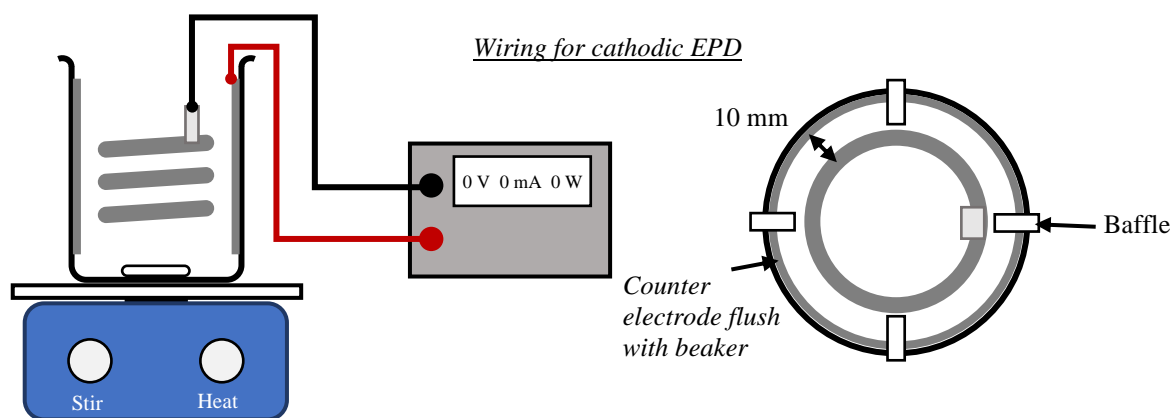 Wiring for cathodic EPD
0 V 0 mA 0 W
Stir
Heat
10 mm
Baffle
Counter
electrode flush
with beaker